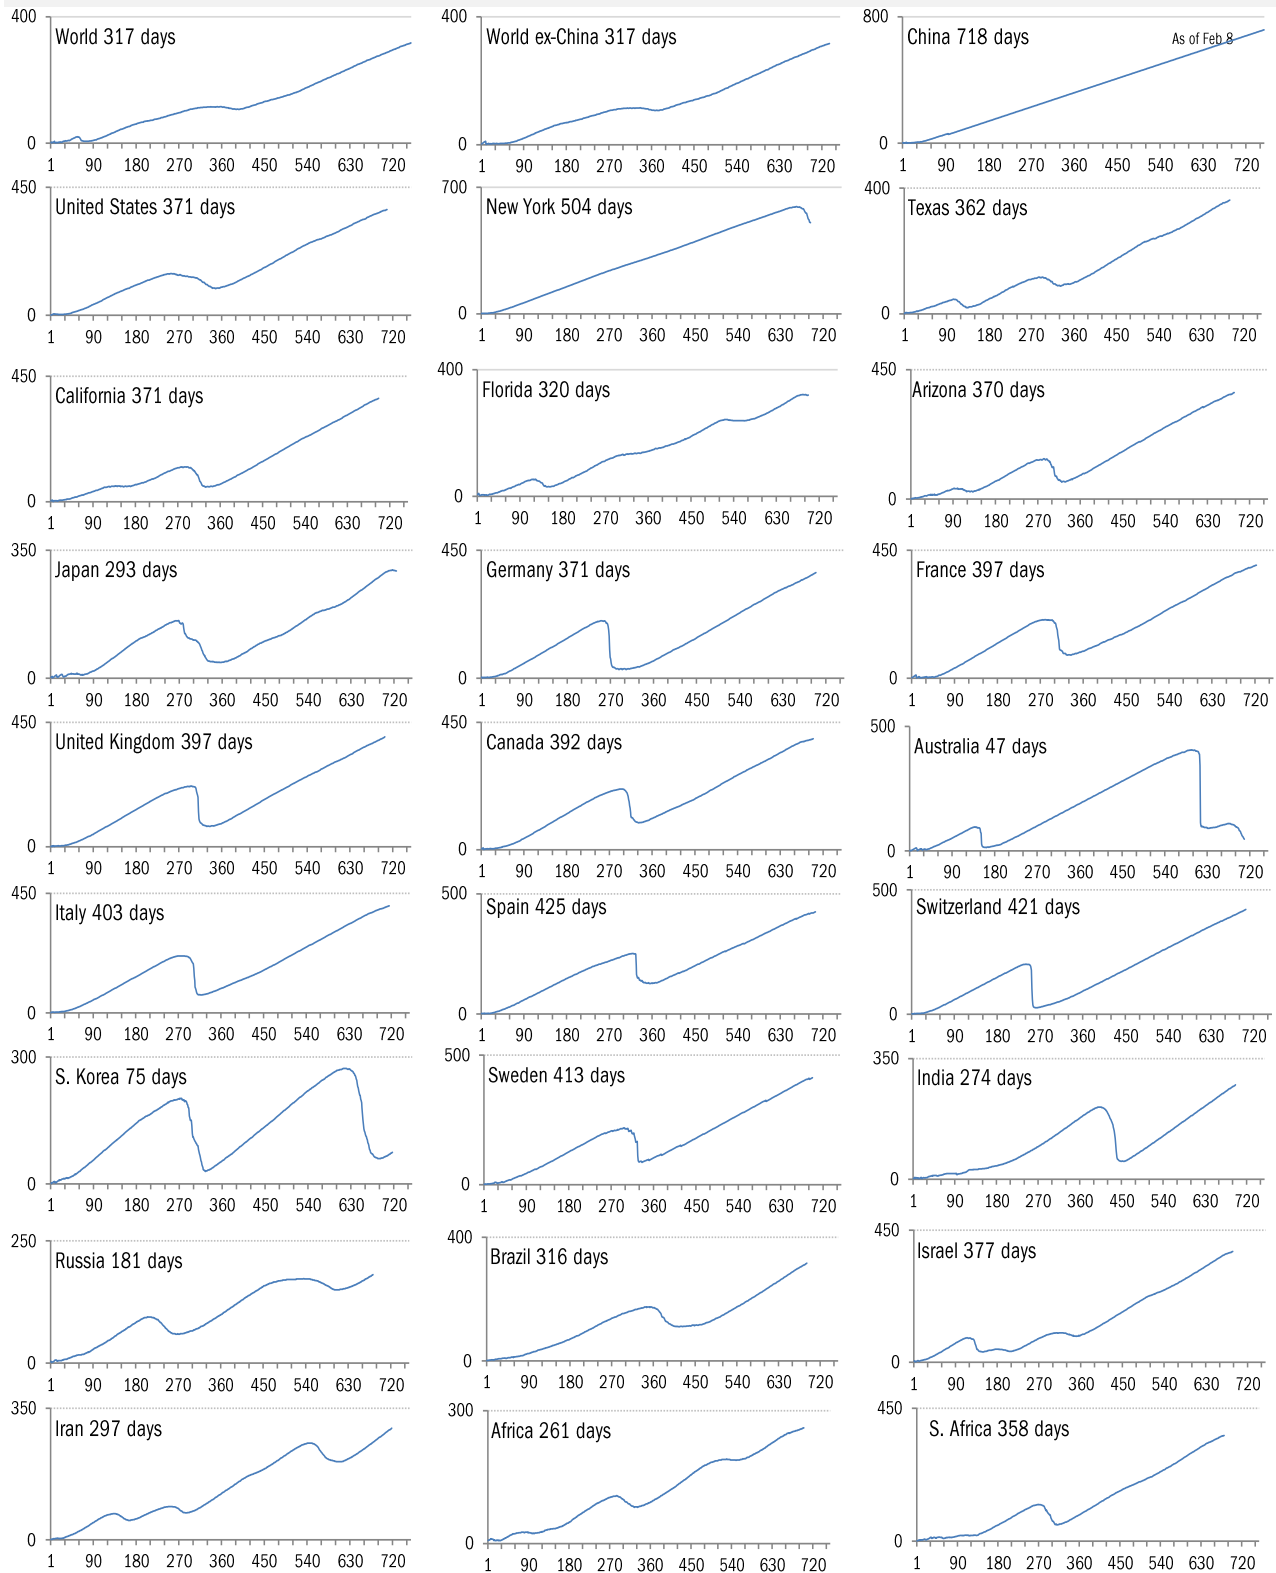 400
World 317 days
0
1 90 180 270 360 450 540 630 720
400
World ex-China 317 days
0
1 90 180 270 360 450 540 630 720
800
China 718 days
As of Feb 8
0
1 90 180 270 360 450 540 630 720
450
United States 371 days
0
1 90 180 270 360 450 540 630 720
700
New York 504 days
0
1 90 180 270 360 450 540 630 720
400
Texas 362 days
0
1 90 180 270 360 450 540 630 720
450
California 371 days
0
1 90 180 270 360 450 540 630 720
400
Florida 320 days
0
1 90 180 270 360 450 540 630 720
450
Arizona 370 days
0
1 90 180 270 360 450 540 630 720
350
Japan 293 days
0
1 90 180 270 360 450 540 630 720
450
Germany 371 days
0
1 90 180 270 360 450 540 630 720
450
France 397 days
0
1 90 180 270 360 450 540 630 720
450
United Kingdom 397 days
0
1 90 180 270 360 450 540 630 720
450
Canada 392 days
0
1 90 180 270 360 450 540 630 720
500
Australia 47 days
0
1 90 180 270 360 450 540 630 720
450
Italy 403 days
0
1 90 180 270 360 450 540 630 720
500
Spain 425 days
0
1 90 180 270 360 450 540 630 720
500
Switzerland 421 days
0
1 90 180 270 360 450 540 630 720
300
S. Korea 75 days
0
1 90 180 270 360 450 540 630 720
500
Sweden 413 days
0
1 90 180 270 360 450 540 630 720
350
India 274 days
0
1 90 180 270 360 450 540 630 720
250
Russia 181 days
0
1 90 180 270 360 450 540 630 720
400
Brazil 316 days
0
1 90 180 270 360 450 540 630 720
450
Israel 377 days
0
1 90 180 270 360 450 540 630 720
350
Iran 297 days
0
1 90 180 270 360 450 540 630 720
300
Africa 261 days
0
1 90 180 270 360 450 540 630 720
450
S. Africa 358 days
0
1 90 180 270 360 450 540 630 720